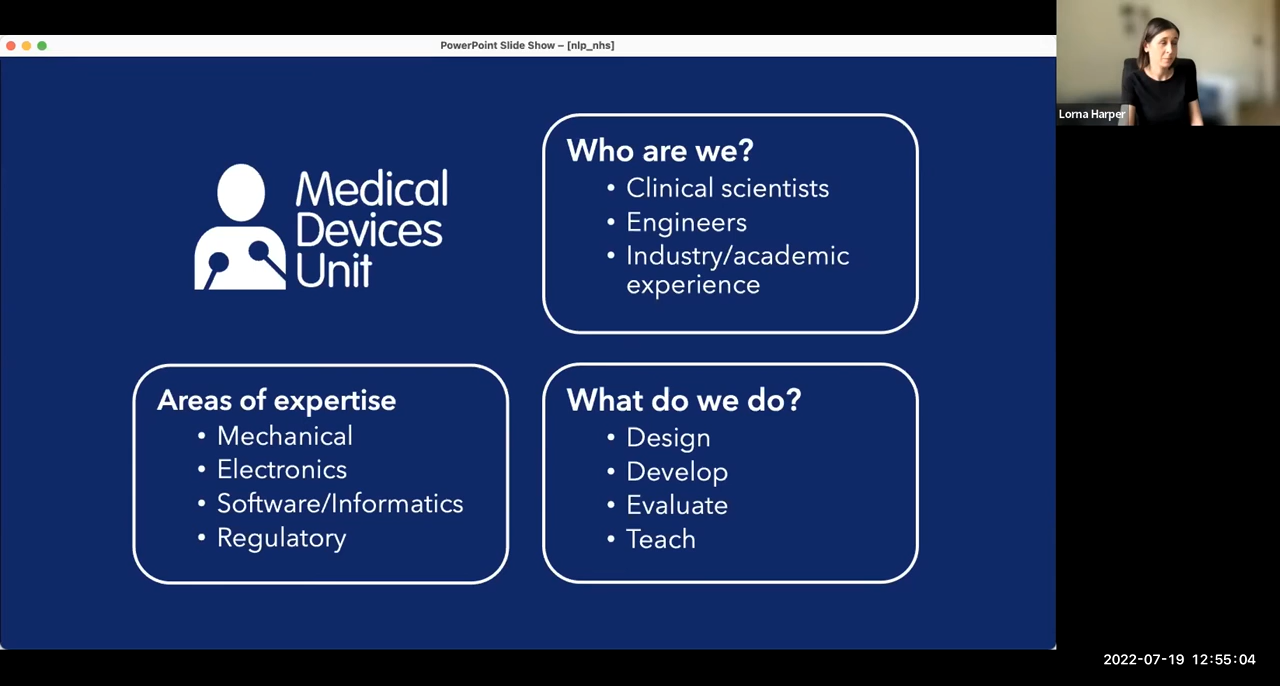 PowerPoint Slide Show – [nlp_nhs]
Lorna Harper
Medical
Devices
Unit
Who are we?
• Clinical scientists
• Engineers
• Industry/academic
experience
Areas of expertise
• Mechanical
• Electronics
• Software/Informatics
• Regulatory
What do we do?
• Design
• Develop
• Evaluate
• Teach
2022-07-19 12:55:04